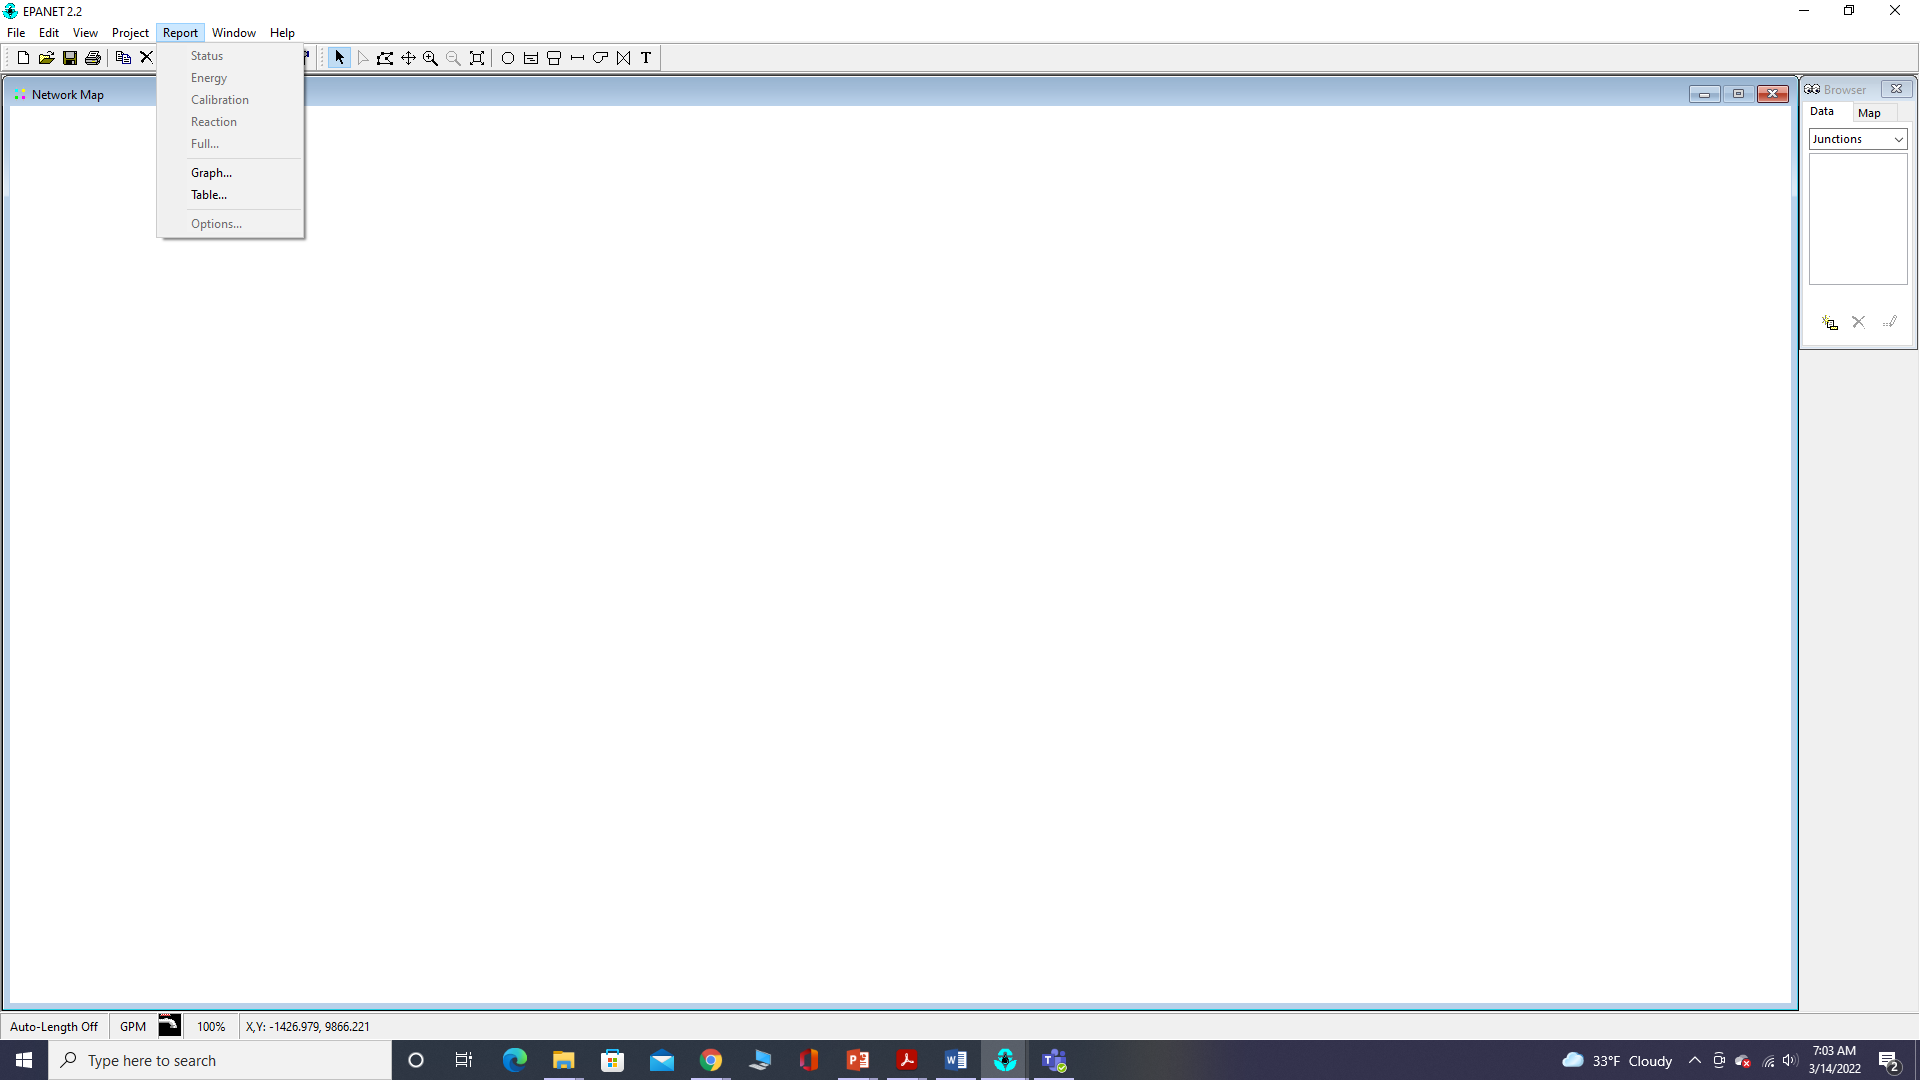 EPANET 2.2
File Edit View Project Report Window Help
T
Status
Energy
Calibration
Reaction
Full...
Graph...
Table...
Options...
Network Map
Browser
Data Map
Junctions
Auto-Length Off GPM 100% X,Y: -1426.979, 9866.221
Type here to search
33°F Cloudy
7:03 AM
3/14/2022
2